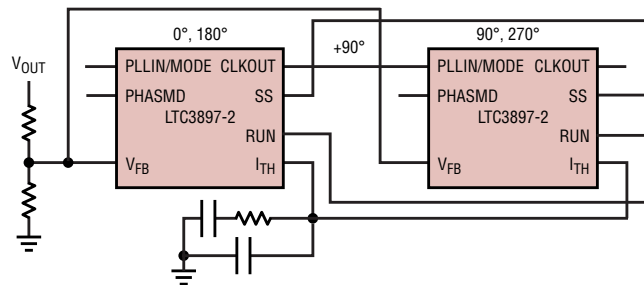 0°, 180°
90°, 270°
+90°
VOUT
PLLIN/MODE CLKOUT
PHASMD SS
LTC3897-2
RUN
VFB ITH
PLLIN/MODE CLKOUT
PHASMD SS
LTC3897-2
RUN
VFB ITH